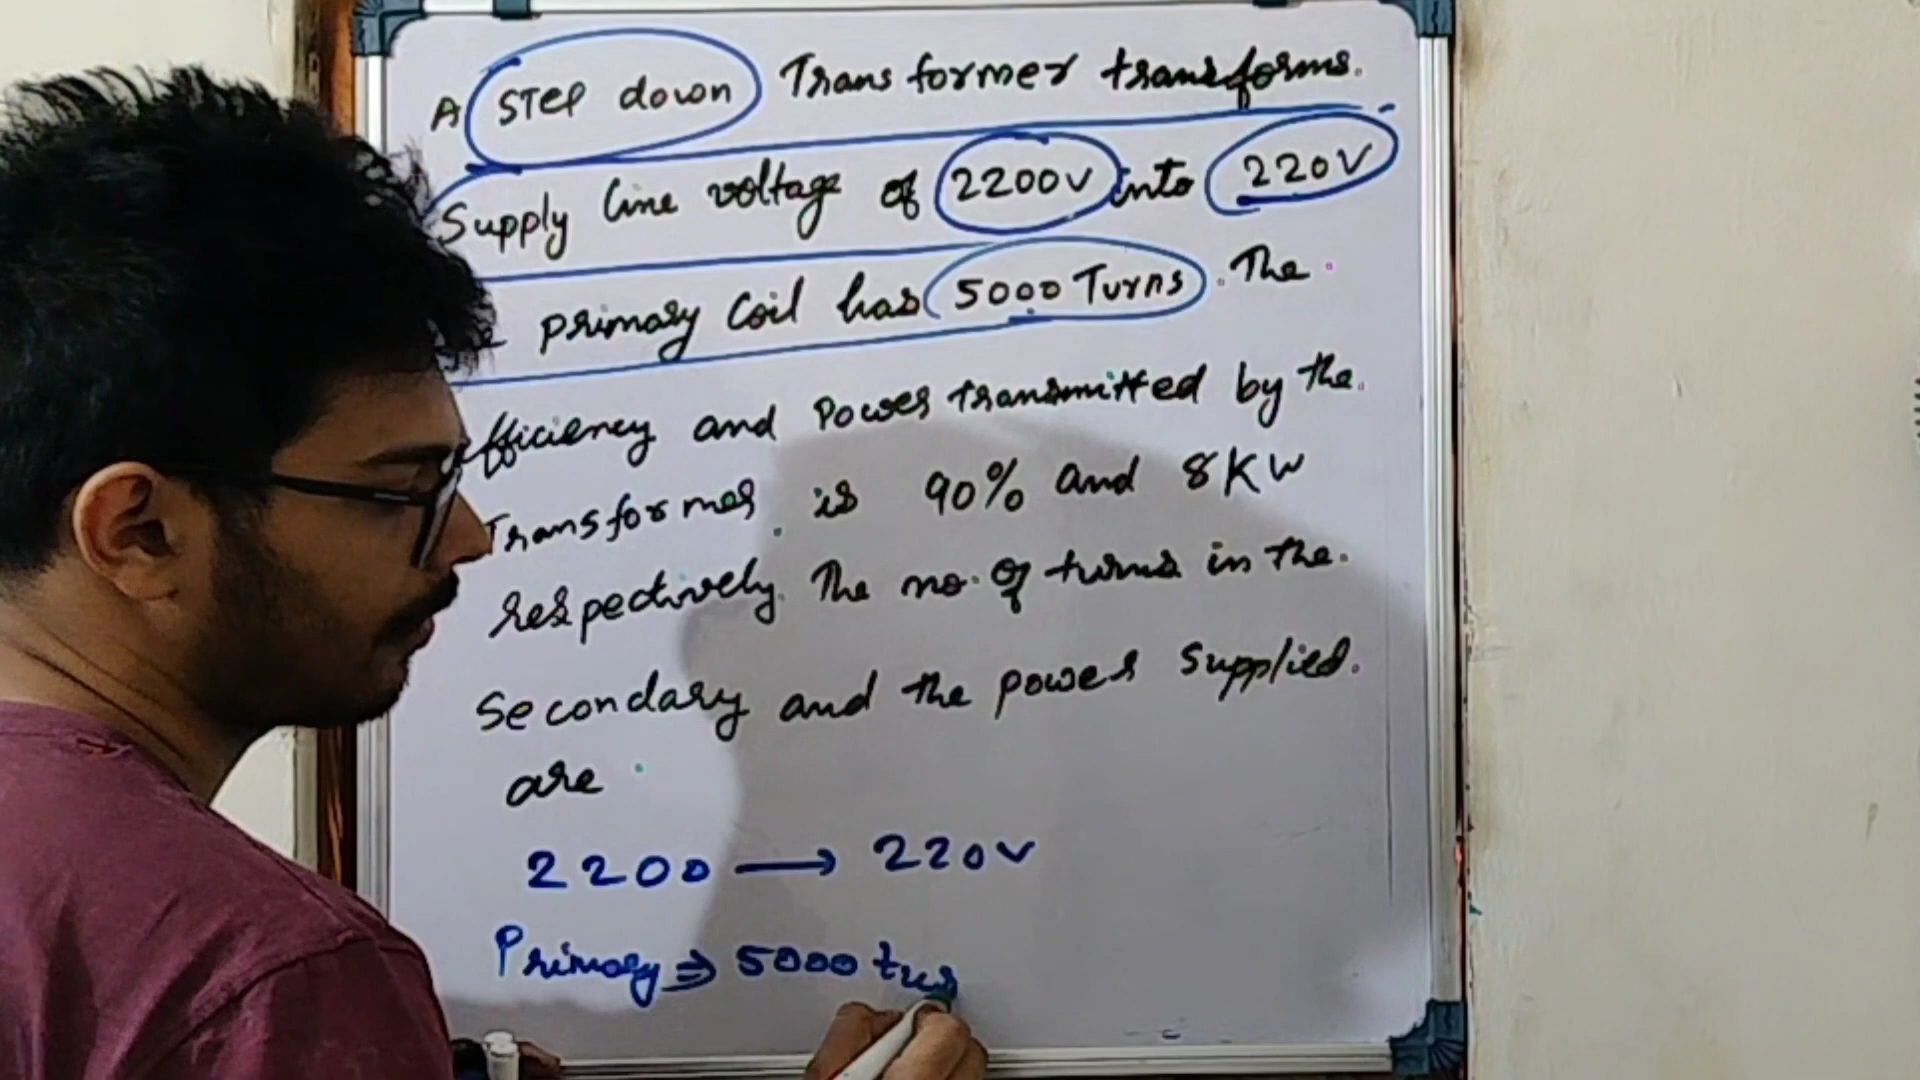 A STEP down Transformer transforms.
Supply line voltage of 2200V into 220V
primary Coil has 5000 Turns. The
efficiency and Power transmitted by the.
Transformer is 90% and 8KW
respectively. The no. of turns in the.
Secondary and the power supplied.
are
2200 → 220V
Primary ⇒ 5000